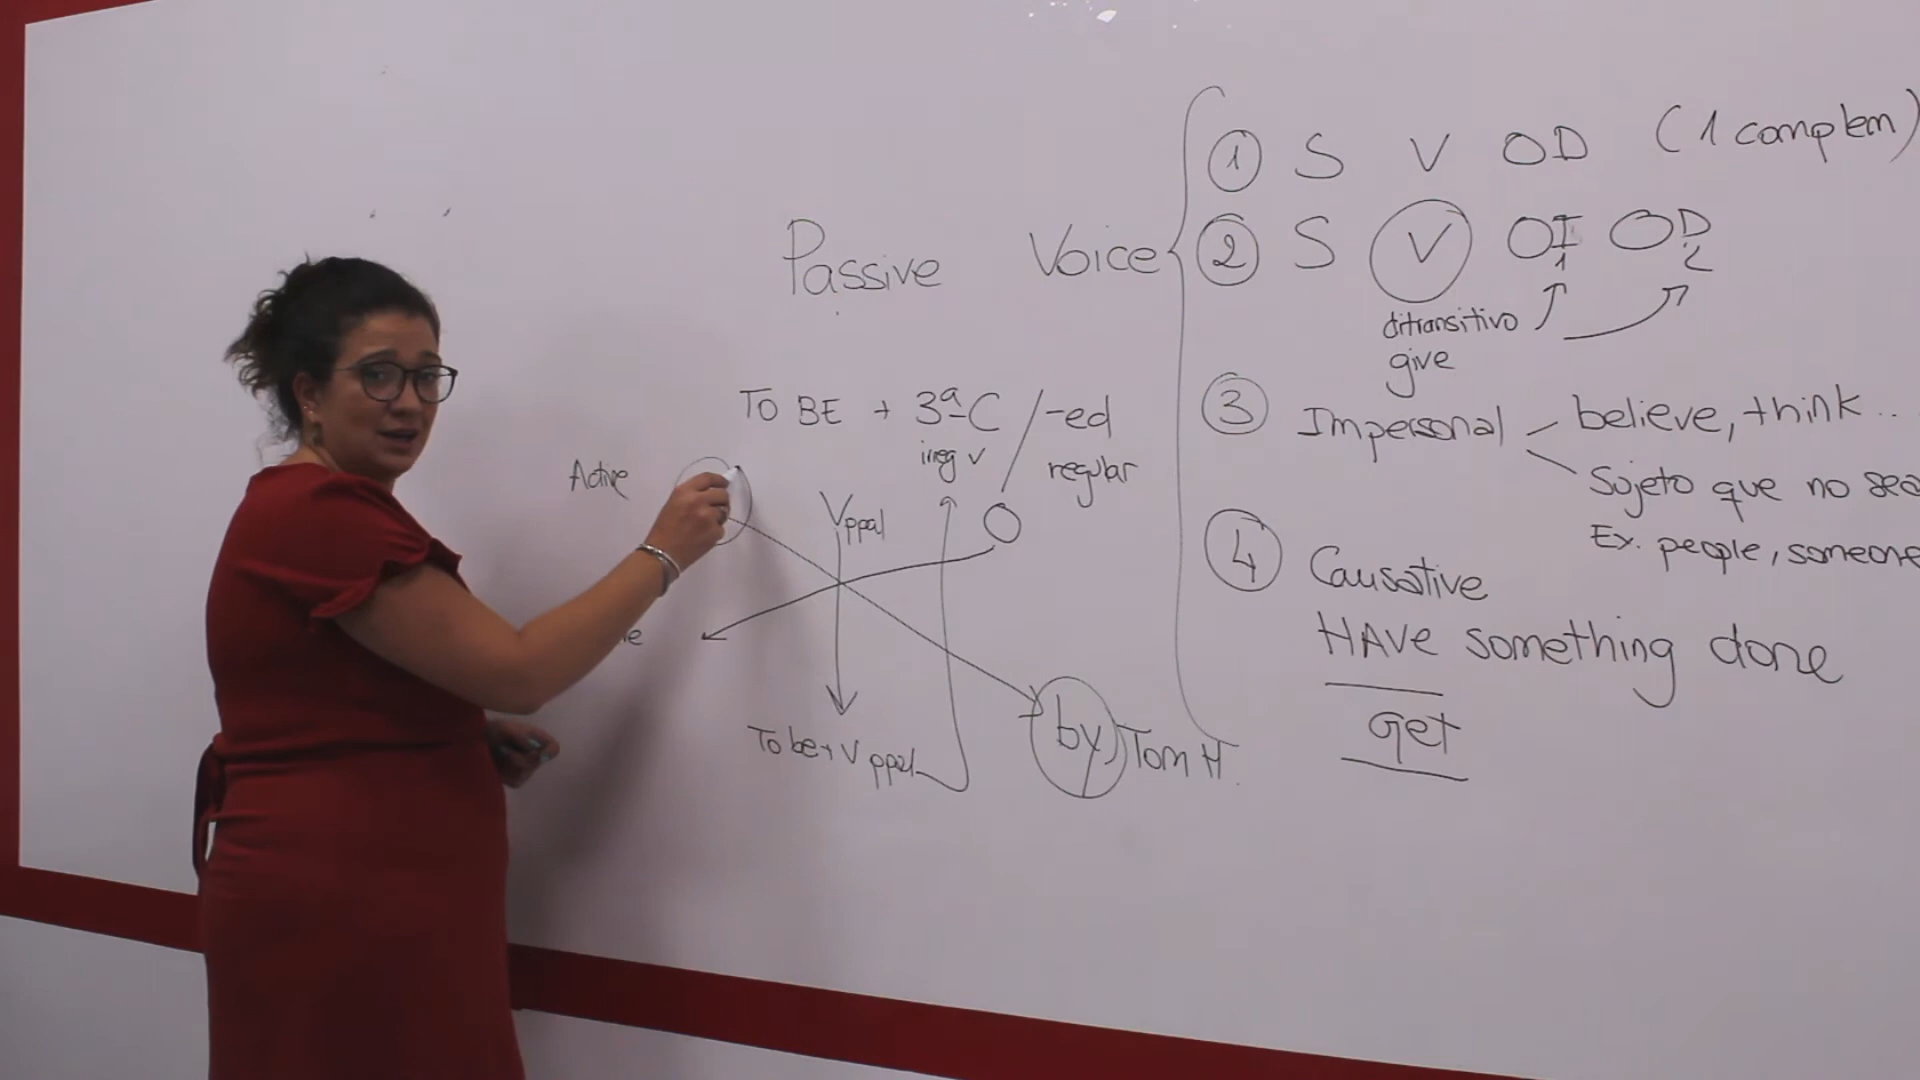 Passive Voice
TO BE + 3ª C / -ed
irreg v regular
Active
Vppal O
To be + V ppal
by Tom H.
1 S V OD (1 complem)
2 S V OI OD
1 2
ditransitivo
give
3 Impersonal believe, think..
Sujeto que no sea
Ex. people, someone
4 Causative
HAVE something done
Get